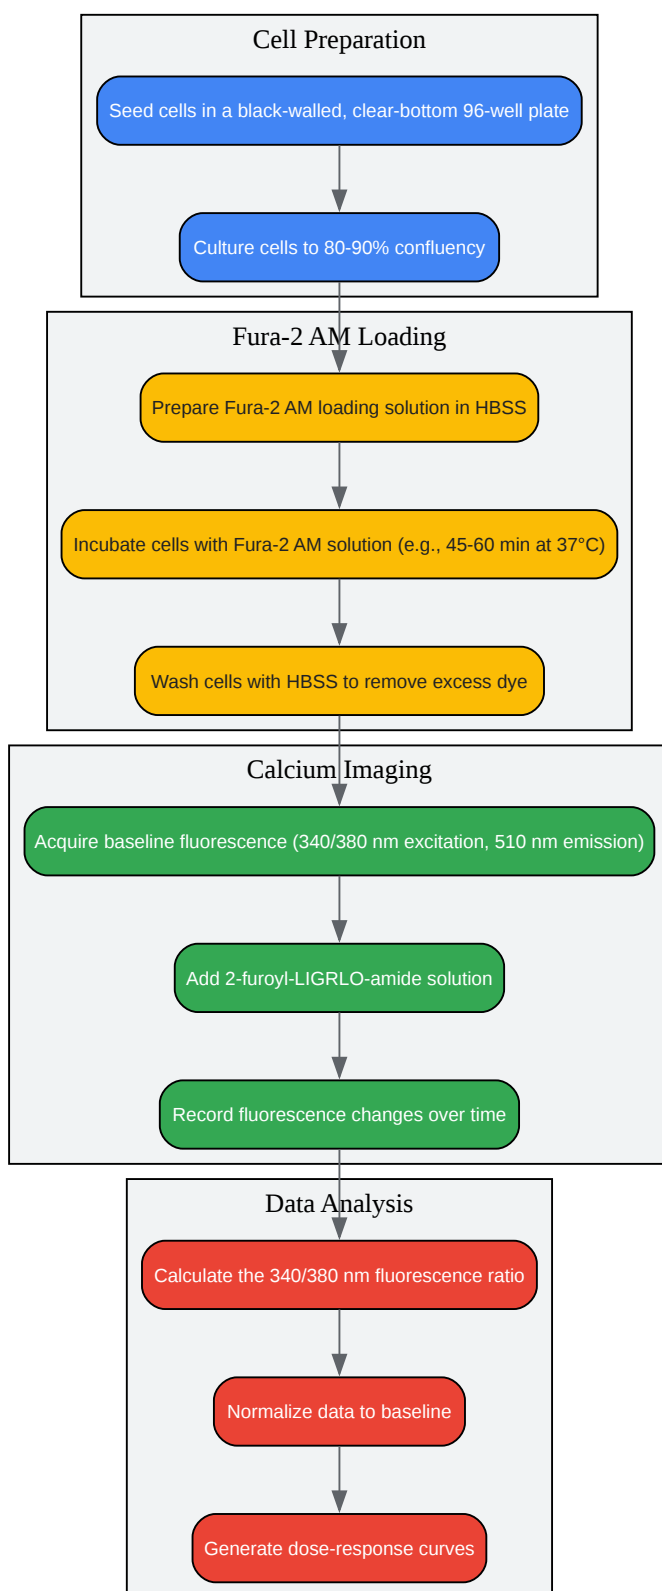 Cell Preparation
Seed cells in a black-walled, clear-bottom 96-well plate
Culture cells to 80-90% confluency
Fura-2 AM Loading
Prepare Fura-2 AM loading solution in HBSS
Incubate cells with Fura-2 AM solution (e.g., 45-60 min at 37°C)
Wash cells with HBSS to remove excess dye
Calcium Imaging
Acquire baseline fluorescence (340/380 nm excitation, 510 nm emission)
Add 2-furoyl-LIGRLO-amide solution
Record fluorescence changes over time
Data Analysis
Calculate the 340/380 nm fluorescence ratio
Normalize data to baseline
Generate dose-response curves